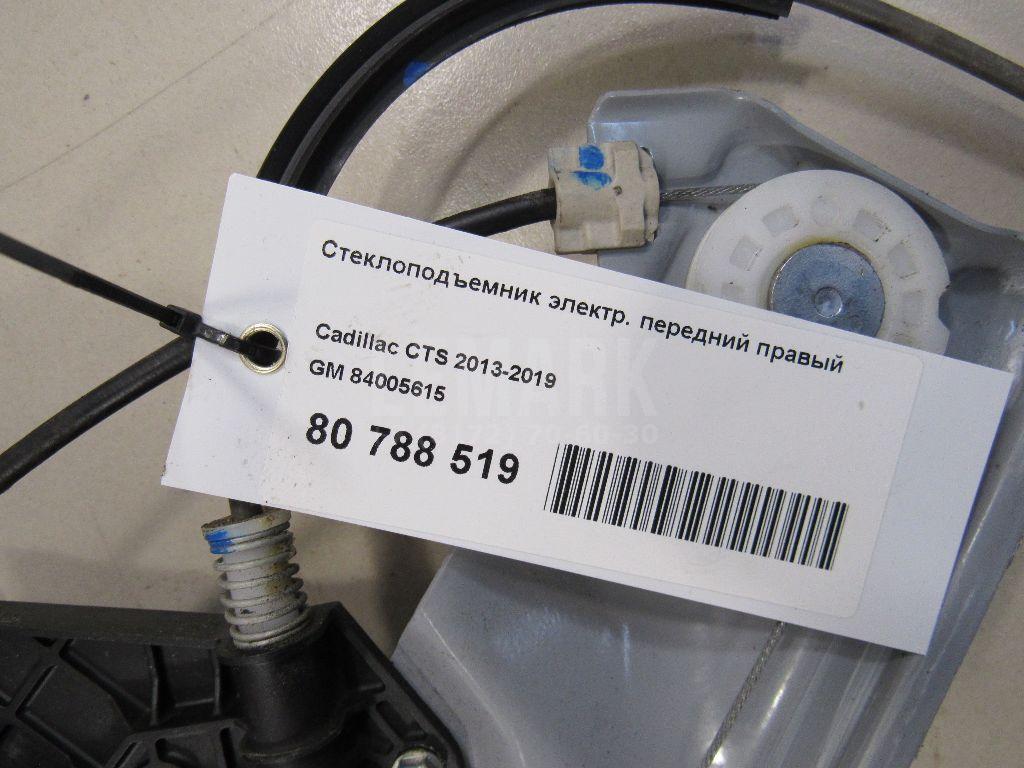 Стеклоподъемник электр. передний правый
Cadillac CTS 2013-2019
GM 84005615
80 788 519